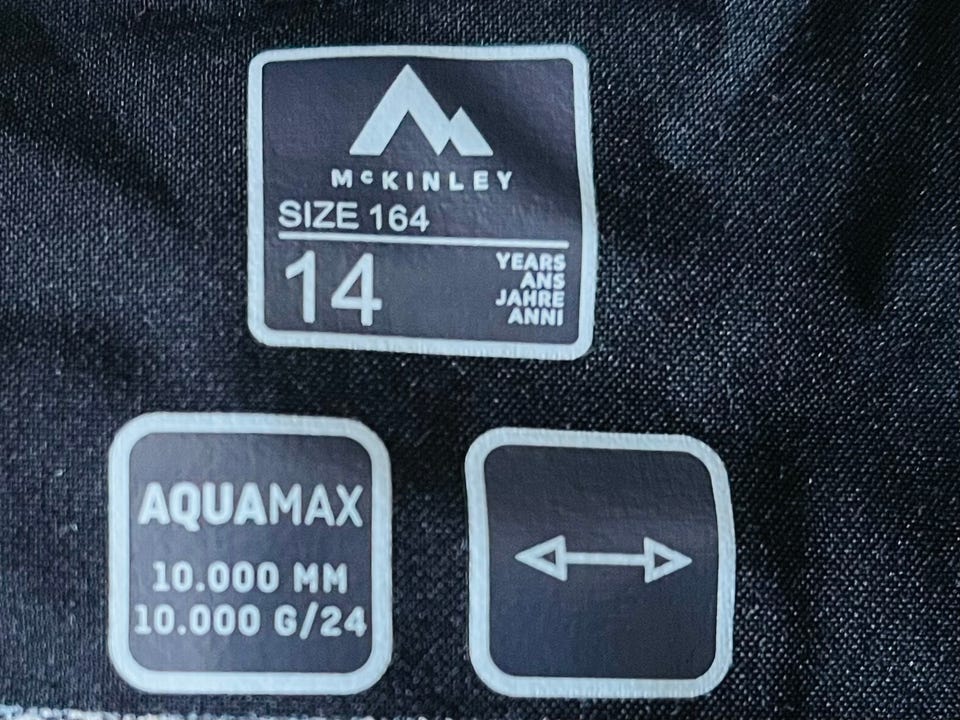 McKINLEY
SIZE 164
14
YEARS
ANS
JAHRE
ANNI
AQUAMAX
10.000 MM
10.000 G/24